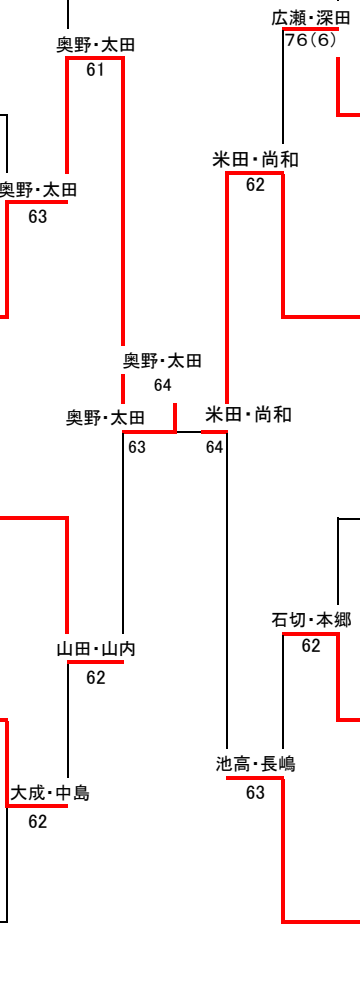 広瀬・深田
76(6)
奥野・太田
61
米田・尚和
62
奥野・太田
63
奥野・太田
64
奥野・太田
63
米田・尚和
64
石切・本郷
62
山田・山内
62
池高・長嶋
63
大成・中島
62